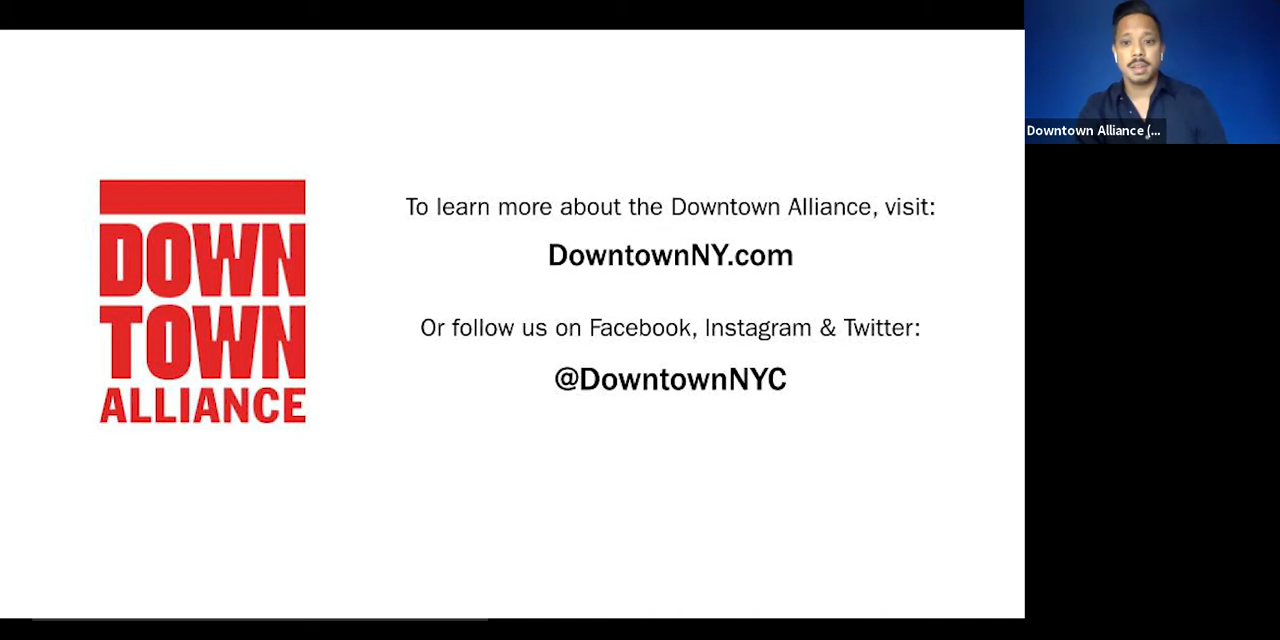 DOWN
TOWN
ALLIANCE
To learn more about the Downtown Alliance, visit:
DowntownNY.com
Or follow us on Facebook, Instagram & Twitter:
@DowntownNYC
Downtown Alliance (...